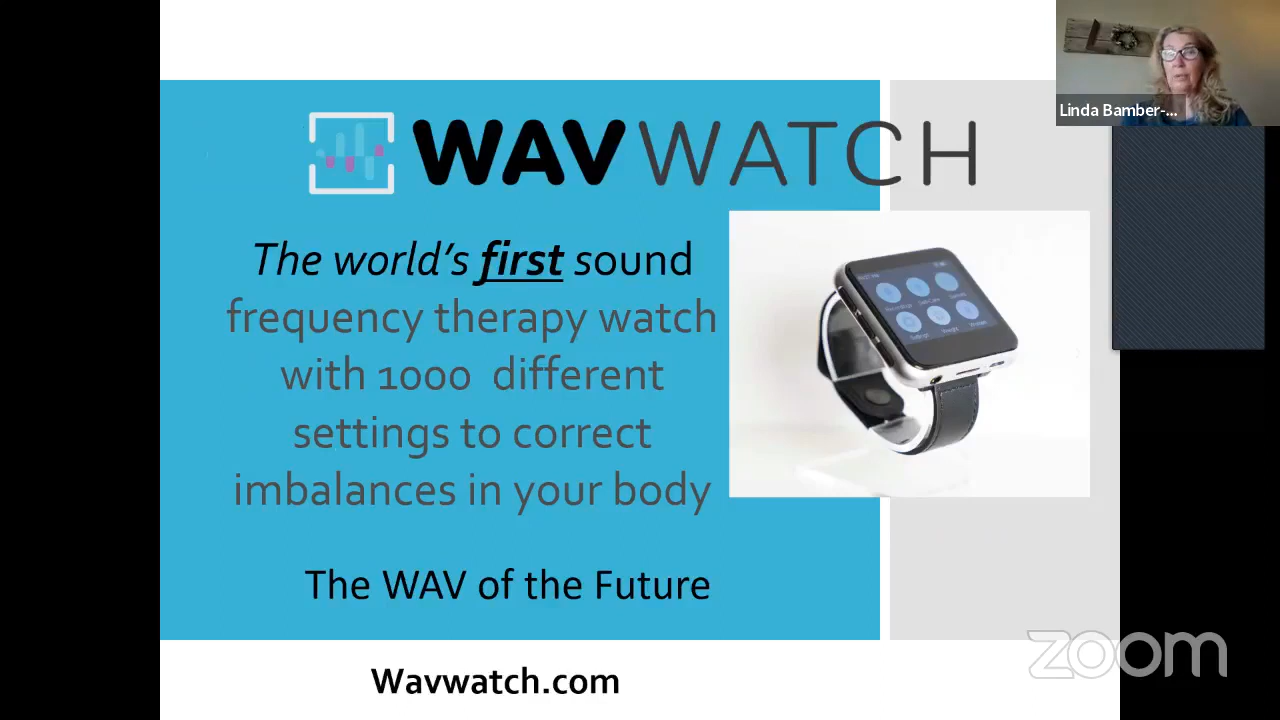 WAVWATCH
Linda Bamber-...
The world's first sound
frequency therapy watch
with 1000 different
settings to correct
imbalances in your body
The WAV of the Future
Wavwatch.com
zoom
Settings